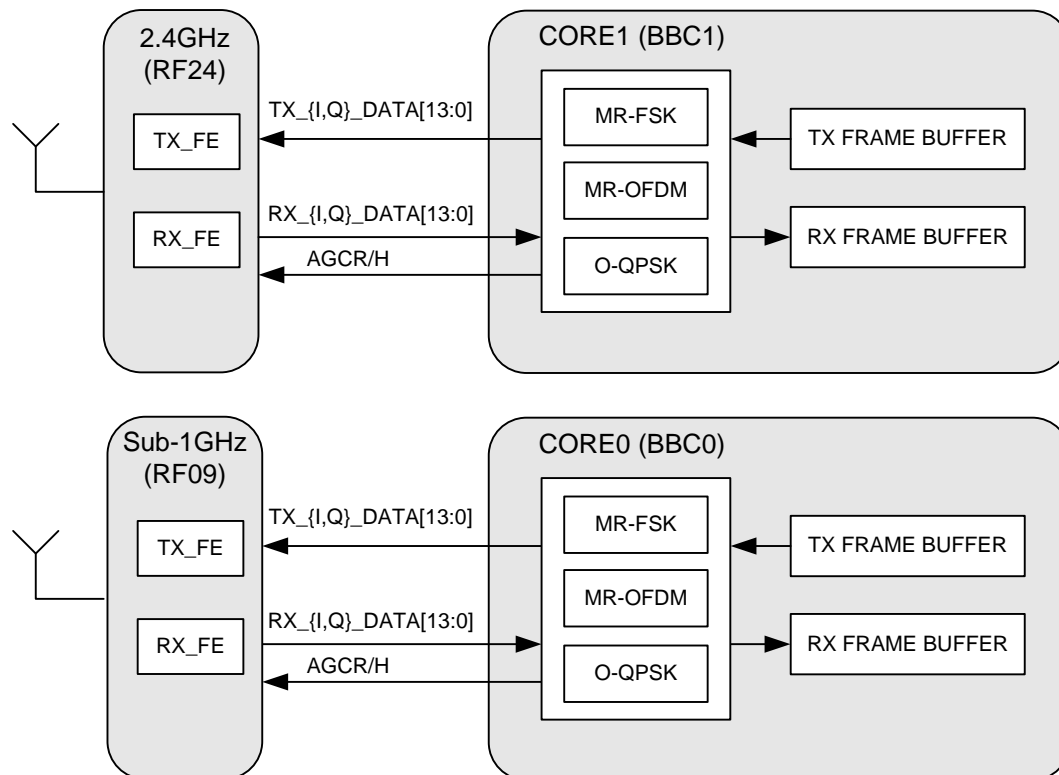 2.4GHz
(RF24)
CORE1 (BBC1)
TX_{I,Q}_DATA[13:0]
MR-FSK
TX_FE
TX FRAME BUFFER
MR-OFDM
RX_{I,Q}_DATA[13:0]
RX_FE
RX FRAME BUFFER
AGCR/H
O-QPSK
Sub-1GHz
(RF09)
CORE0 (BBC0)
TX_{I,Q}_DATA[13:0]
MR-FSK
TX_FE
TX FRAME BUFFER
MR-OFDM
RX_{I,Q}_DATA[13:0]
RX_FE
RX FRAME BUFFER
AGCR/H
O-QPSK